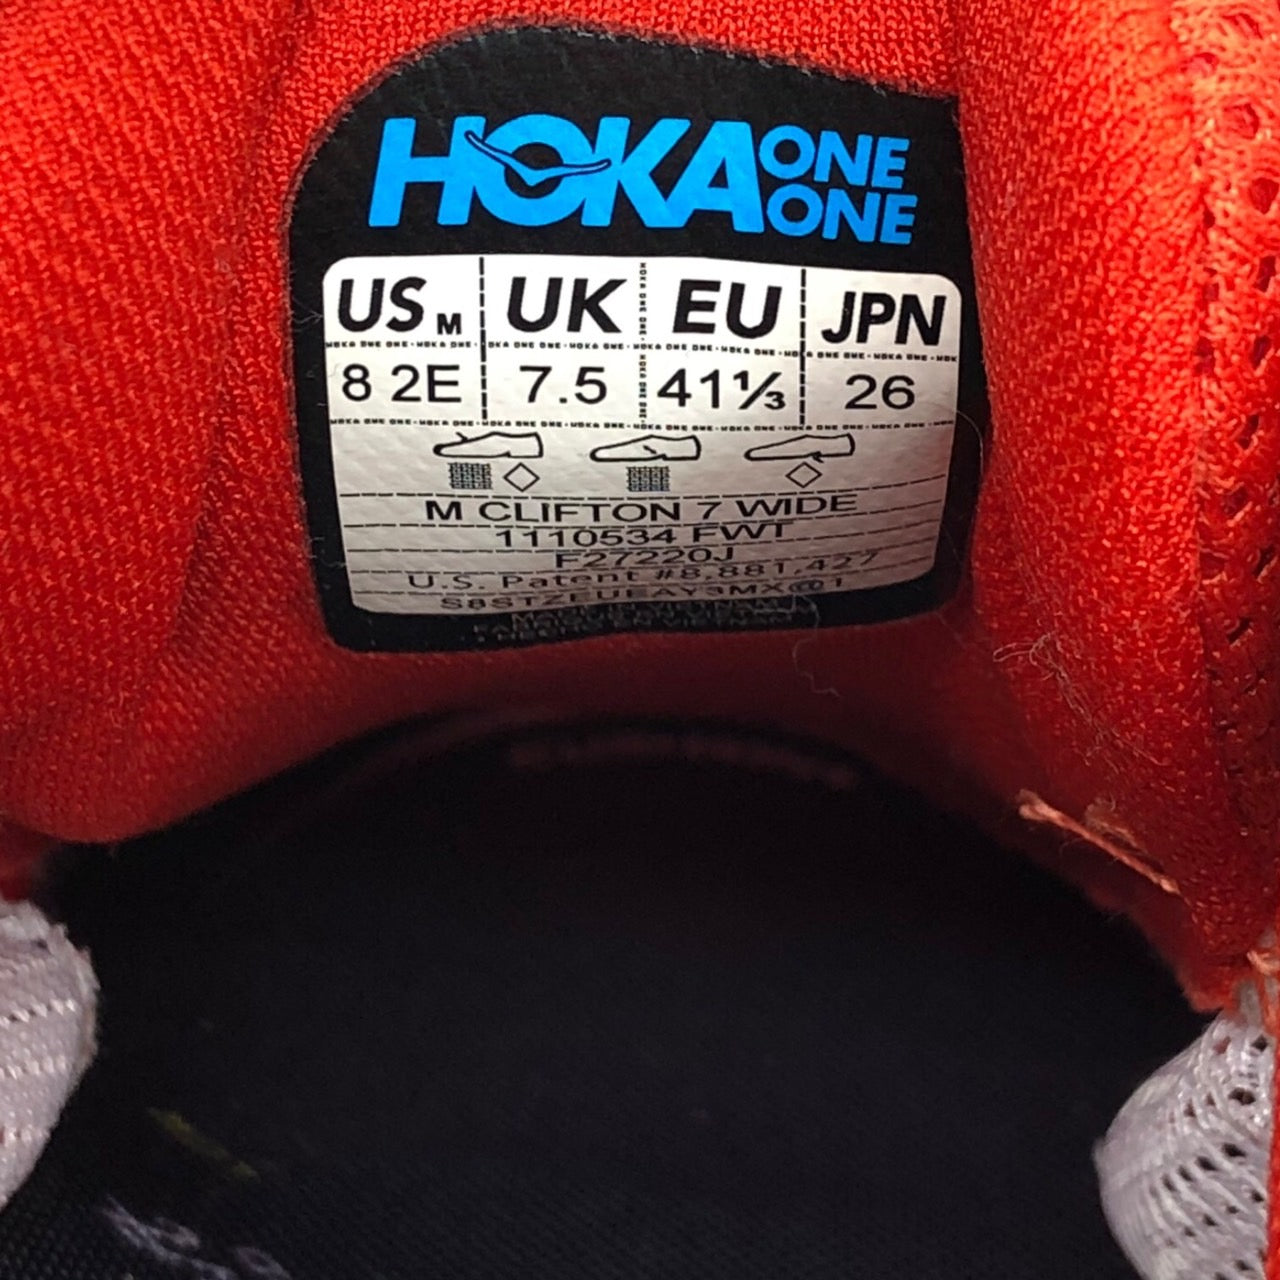 HOKA ONE ONE
US M UK EU JPN
8 2E 7.5 41⅓ 26
M CLIFTON 7 WIDE
1110534 FWT
F27220J
U.S. Patent #8,881,427